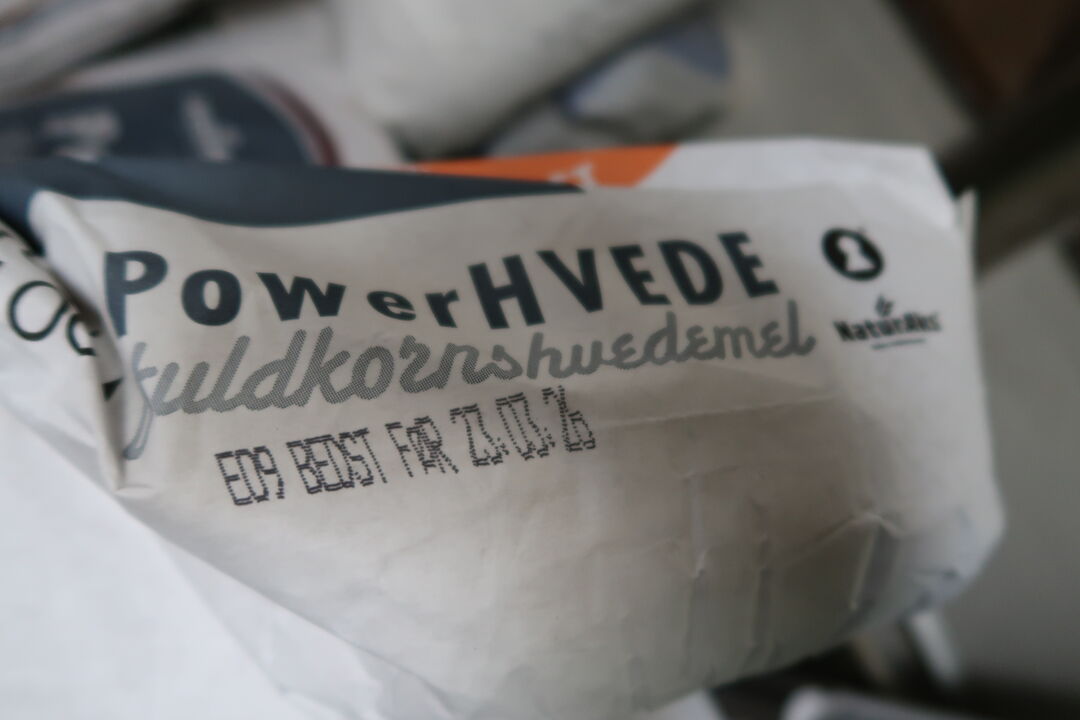 PowerHVEDE
fuldkornshvedemel
E09 BEDST FØR 23.03.26